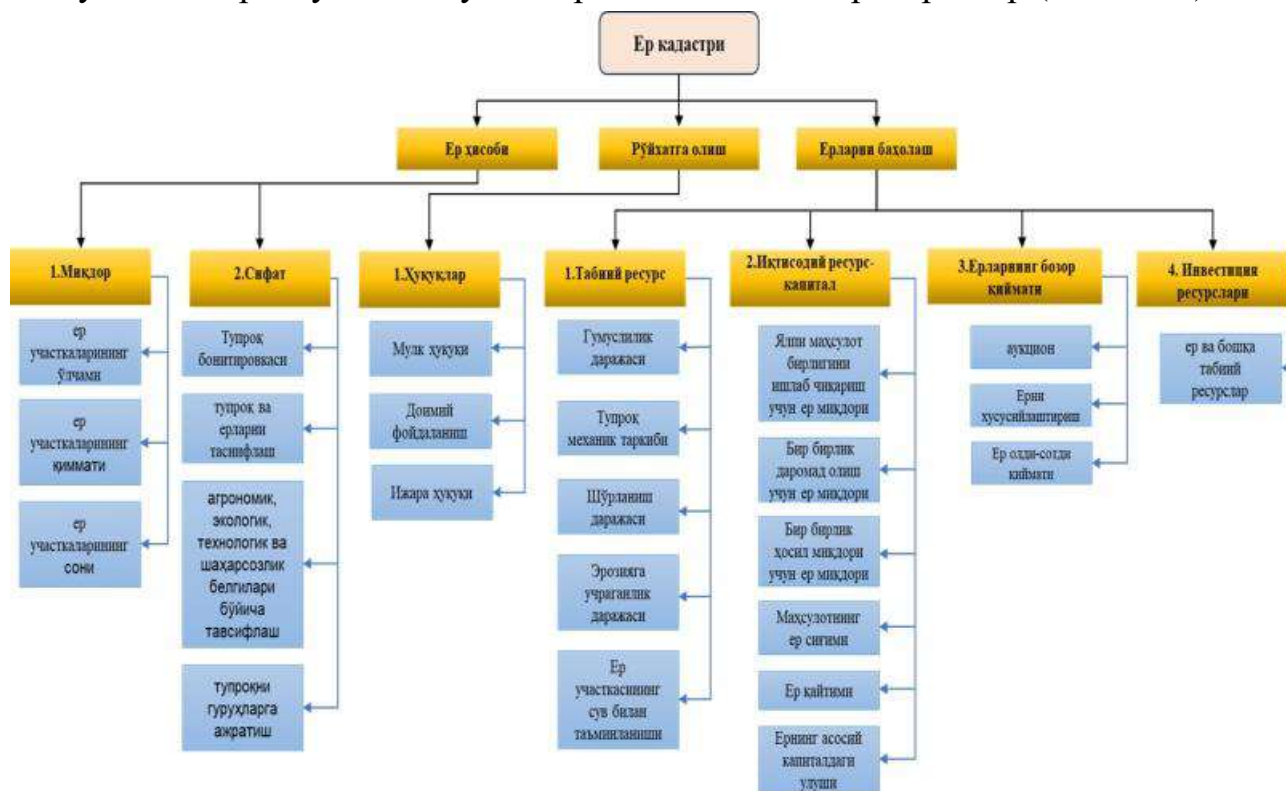 Ер кадастри
Ер ҳисоби
Рўйхатга олиш
Ерларни баҳолаш
1.Миқдор
2.Сифат
1.Ҳуқуқлар
1.Табиий ресурс
2.Иқтисодий ресурс-
капитал
3.Ерларнинг бозор
қиймати
4. Инвестиция
ресурслари
ер
участкаларининг
ўлчами
ер
участкаларининг
қиммати
ер
участкаларининг
сони
Тупроқ
бонитировкаси
тупроқ ва
ерларни
таснифлаш
агрономик,
экологик,
технологик ва
шаҳарсозлик
белгилари
бўйича
тавсифлаш
тупроқни
гуруҳларга
ажратиш
Мулк ҳуқуқи
Доимий
фойдаланиш
Ижара ҳуқуқи
Гумуслилик
даражаси
Тупроқ
механик таркиби
Шўрланиш
даражаси
Эрозияга
учраганлик
даражаси
Ер
участкасининг
сув билан
таъминланиши
Ялпи маҳсулот
бирлигини
ишлаб чиқариш
учун ер миқдори
Бир бирлик
даромад олиш
учун ер миқдори
Бир бирлик
ҳосил миқдори
учун ер миқдори
Маҳсулотнинг
ер сиғими
Ер қайтими
Ернинг асосий
капиталдаги
улуши
аукцион
Ерни
хусусийлаштириш
Ер олди-сотди
қиймати
ер ва бошқа
табиий
ресурслар